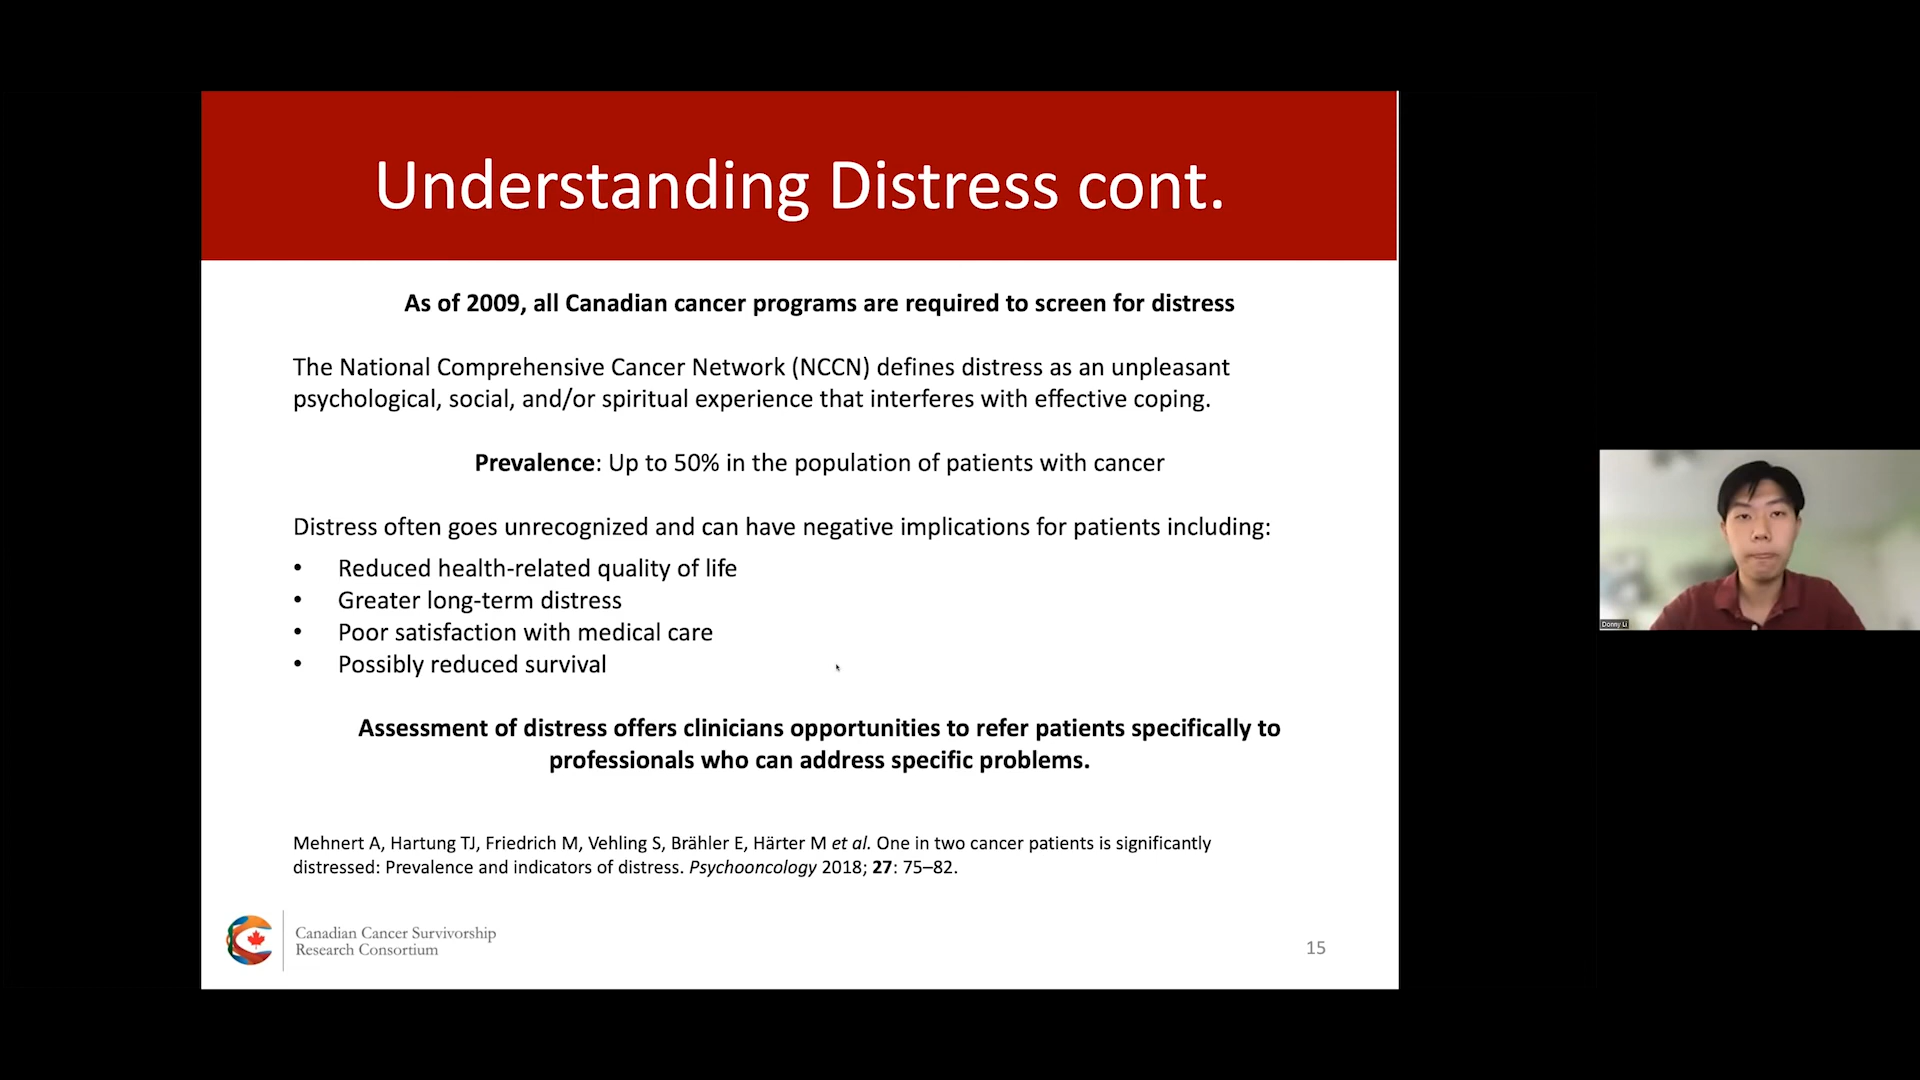 Understanding Distress cont.
As of 2009, all Canadian cancer programs are required to screen for distress
The National Comprehensive Cancer Network (NCCN) defines distress as an unpleasant
psychological, social, and/or spiritual experience that interferes with effective coping.
Prevalence: Up to 50% in the population of patients with cancer
Distress often goes unrecognized and can have negative implications for patients including:
• Reduced health-related quality of life
• Greater long-term distress
• Poor satisfaction with medical care
• Possibly reduced survival
Assessment of distress offers clinicians opportunities to refer patients specifically to
professionals who can address specific problems.
Mehnert A, Hartung TJ, Friedrich M, Vehling S, Brähler E, Härter M et al. One in two cancer patients is significantly
distressed: Prevalence and indicators of distress. Psychooncology 2018; 27: 75–82.
Canadian Cancer Survivorship
Research Consortium
15
Donny Li